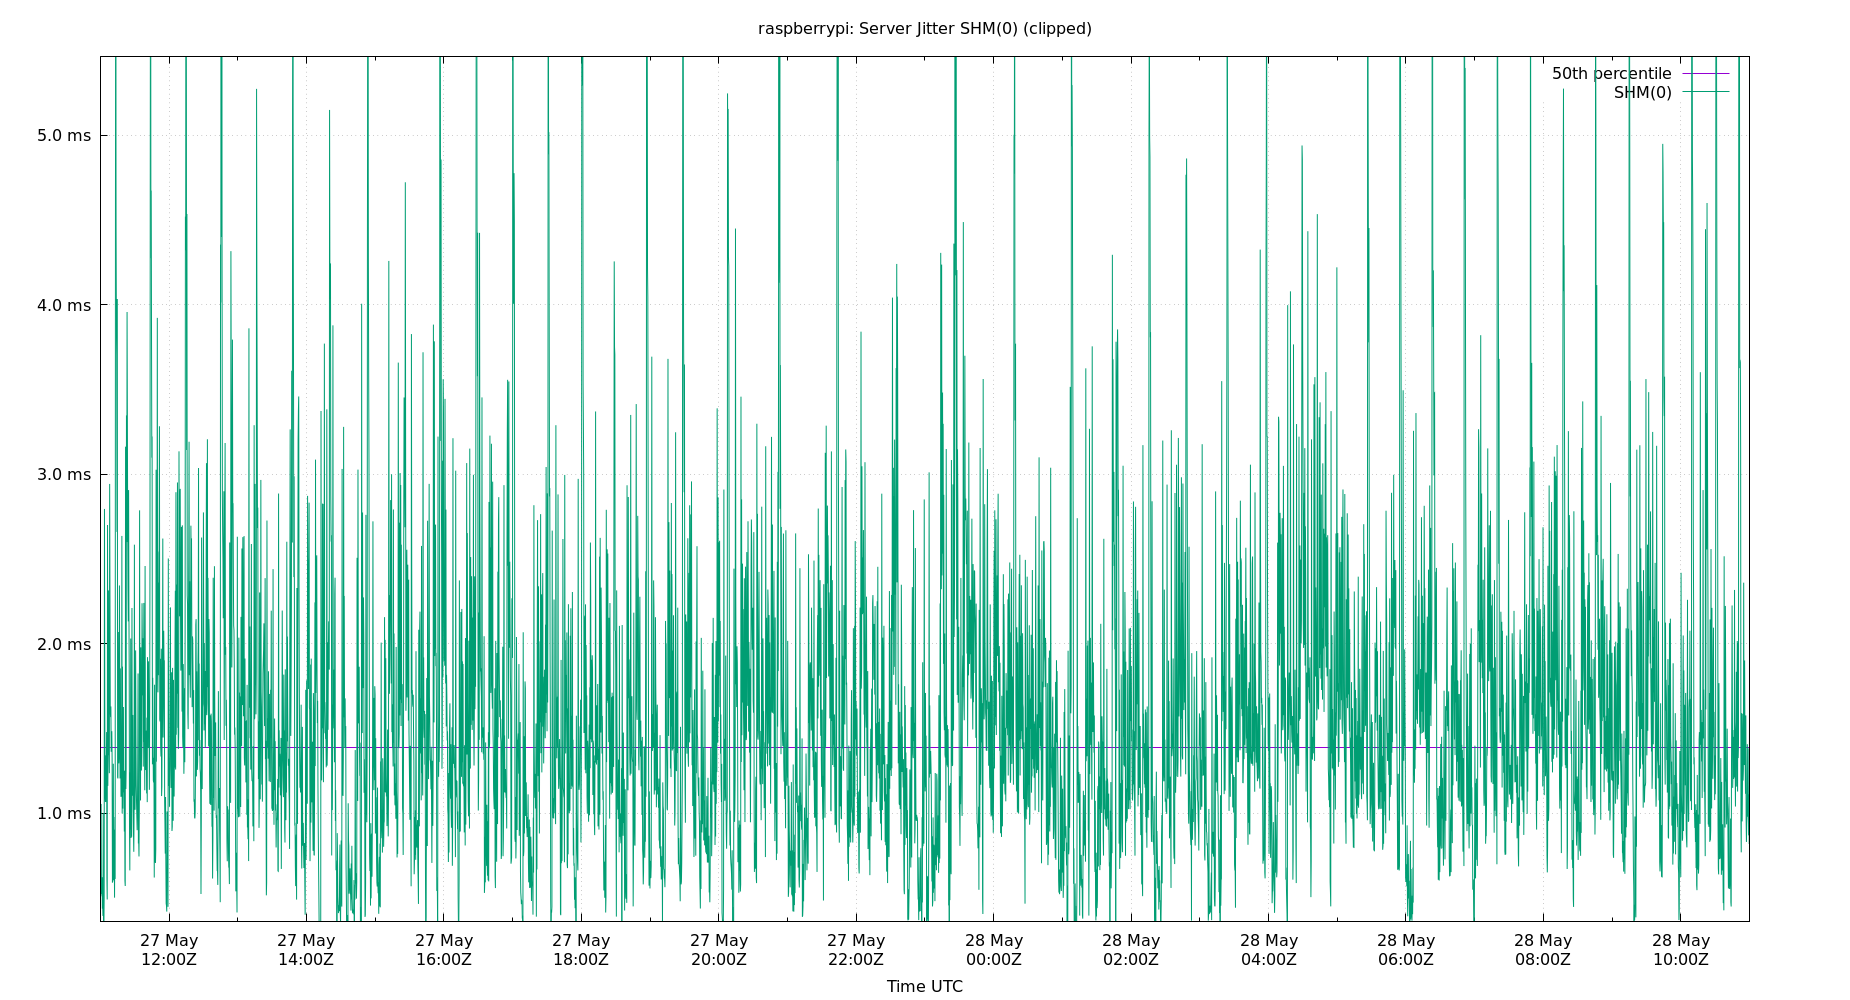 raspberrypi: Server Jitter SHM(0) (clipped)
50th percentile
SHM(0)
5.0 ms
4.0 ms
3.0 ms
2.0 ms
1.0 ms
27 May 27 May 27 May 27 May 27 May 27 May 28 May 28 May 28 May 28 May 28 May 28 May
12:00Z 14:00Z 16:00Z 18:00Z 20:00Z 22:00Z 00:00Z 02:00Z 04:00Z 06:00Z 08:00Z 10:00Z
Time UTC